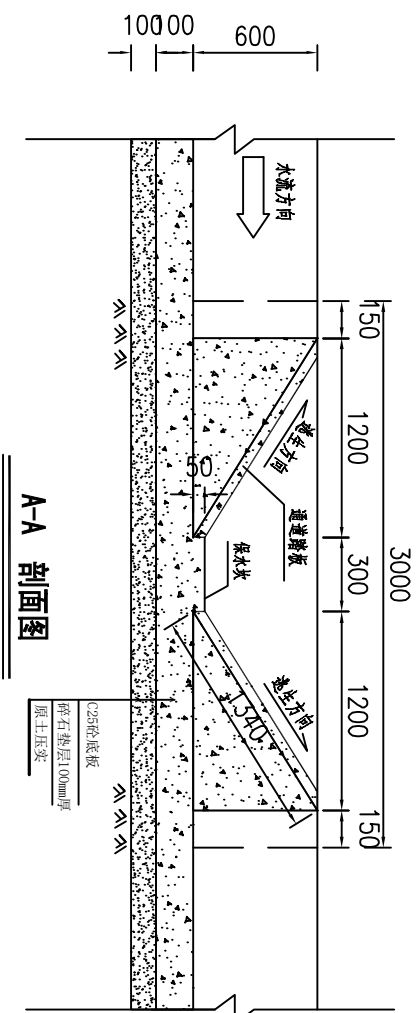 3000
150
1200
300
1200
150
600
100
100
水流方向
逃生方向
通道踏板
50
保水坎
逃生方向
1340
C25砼底板
碎石垫层100mm厚
原土压实
A-A 剖面图